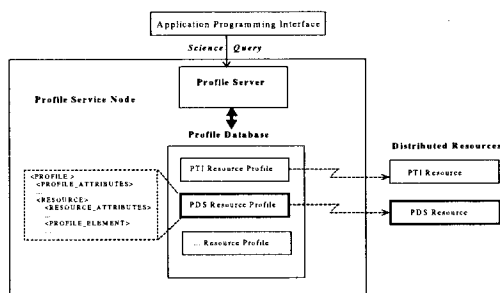 Application Programming Interface
Science Query
Profile Server
Profile Service Node
Profile Database
Distributed Resources
PTI Resource Profile
PTI Resource
<PROFILE >
<PROFILE_ATTRIBUTES>
...
<RESOURCE>
<RESOURCE_ATTRIBUTES>
...
<PROFILE_ELEMENT>
...
PDS Resource Profile
PDS Resource
... Resource Profile